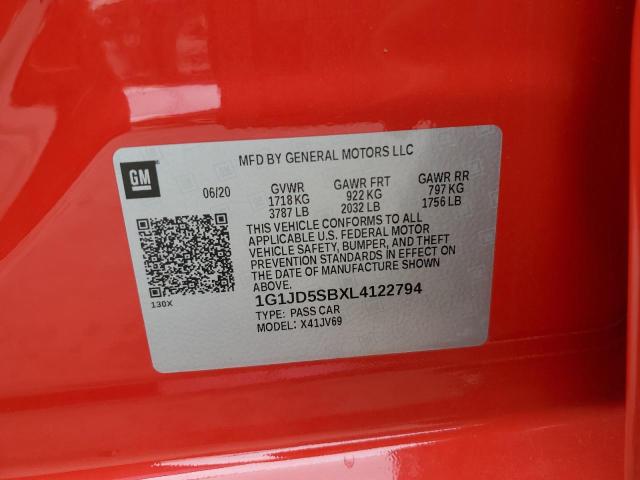 GM
MFD BY GENERAL MOTORS LLC
06/20 GVWR GAWR FRT GAWR RR
1718 KG 922 KG 797 KG
3787 LB 2032 LB 1756 LB
THIS VEHICLE CONFORMS TO ALL
APPLICABLE U.S. FEDERAL MOTOR
VEHICLE SAFETY, BUMPER, AND THEFT
PREVENTION STANDARDS IN EFFECT ON
THE DATE OF MANUFACTURE SHOWN
ABOVE.
130X
1G1JD5SBXL4122794
TYPE: PASS CAR
MODEL: X41JV69